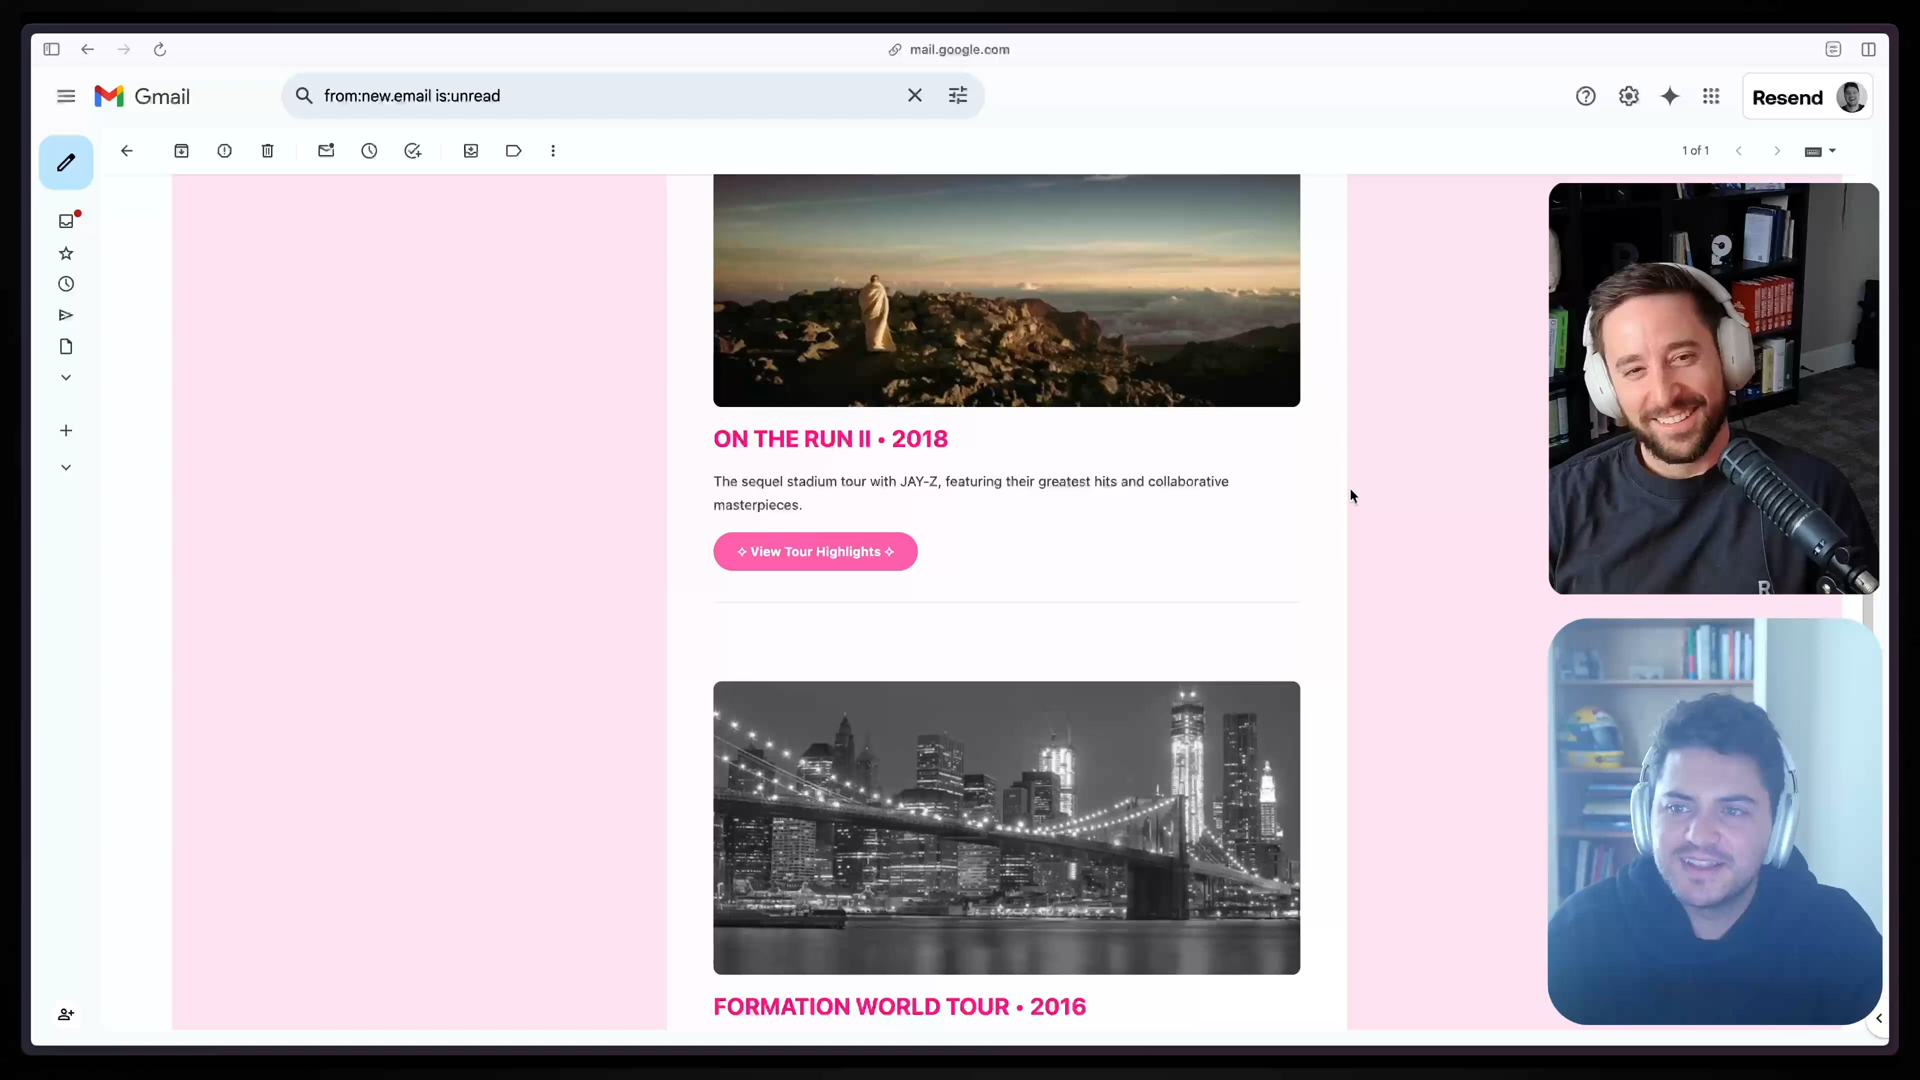 mail.google.com
Gmail
from:new.email is:unread
Resend
1 of 1
ON THE RUN II • 2018
The sequel stadium tour with JAY-Z, featuring their greatest hits and collaborative
masterpieces.
✧ View Tour Highlights ✧
FORMATION WORLD TOUR • 2016